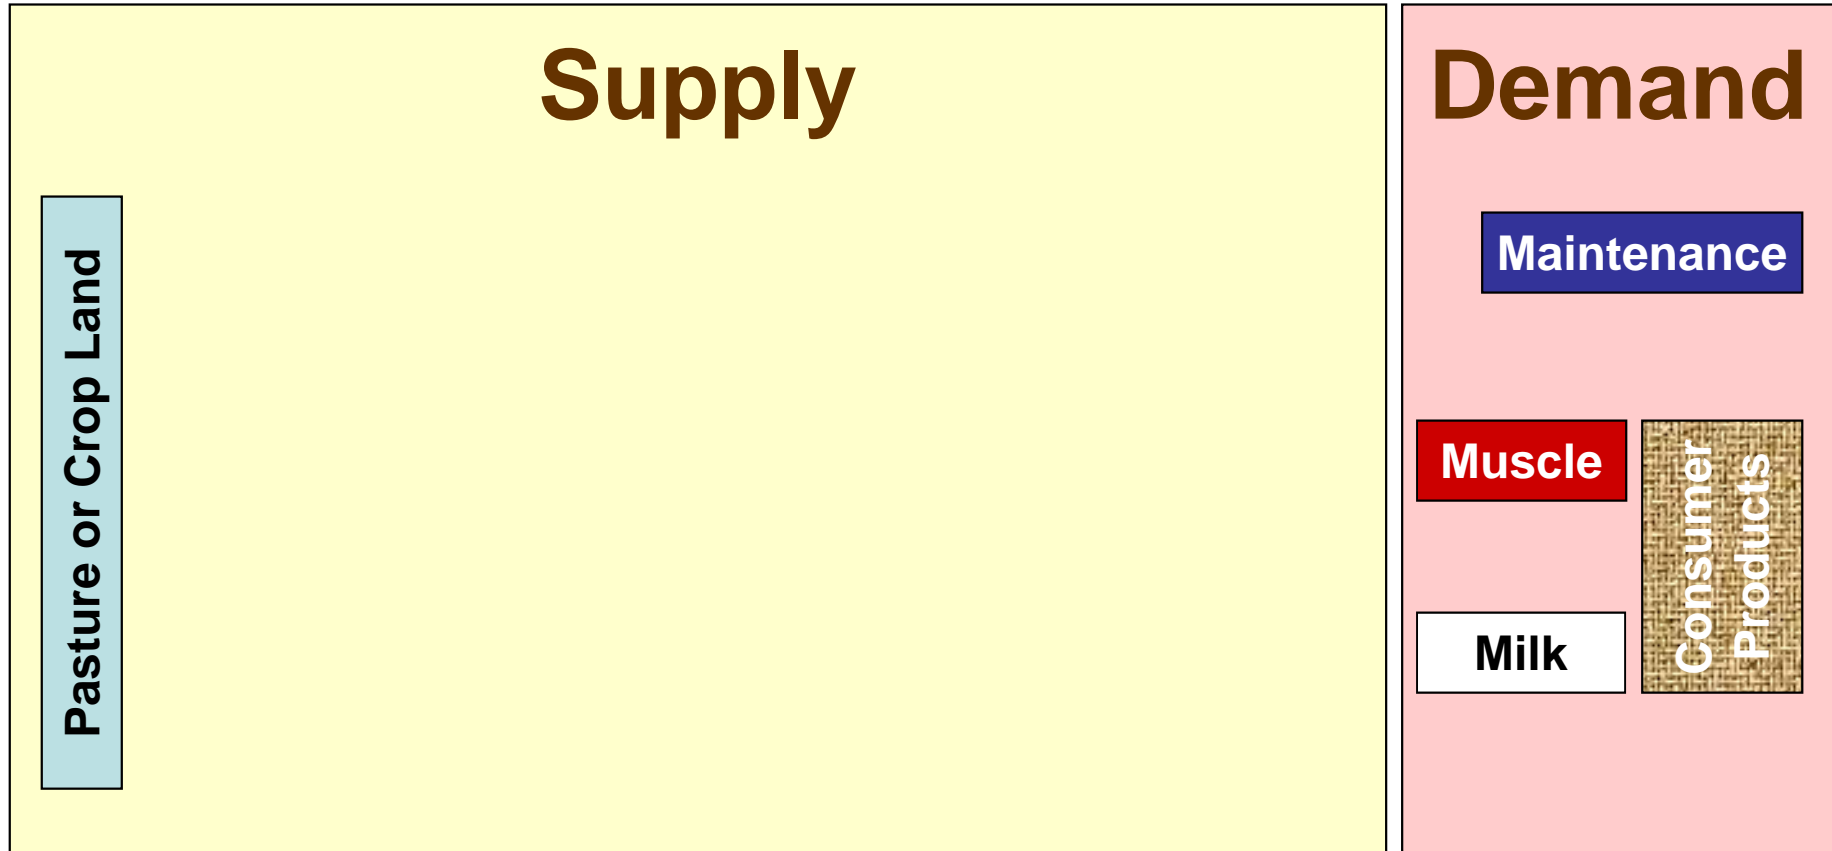 Supply
Demand
Pasture or Crop Land
Maintenance
Muscle
Milk
Consumer
Products